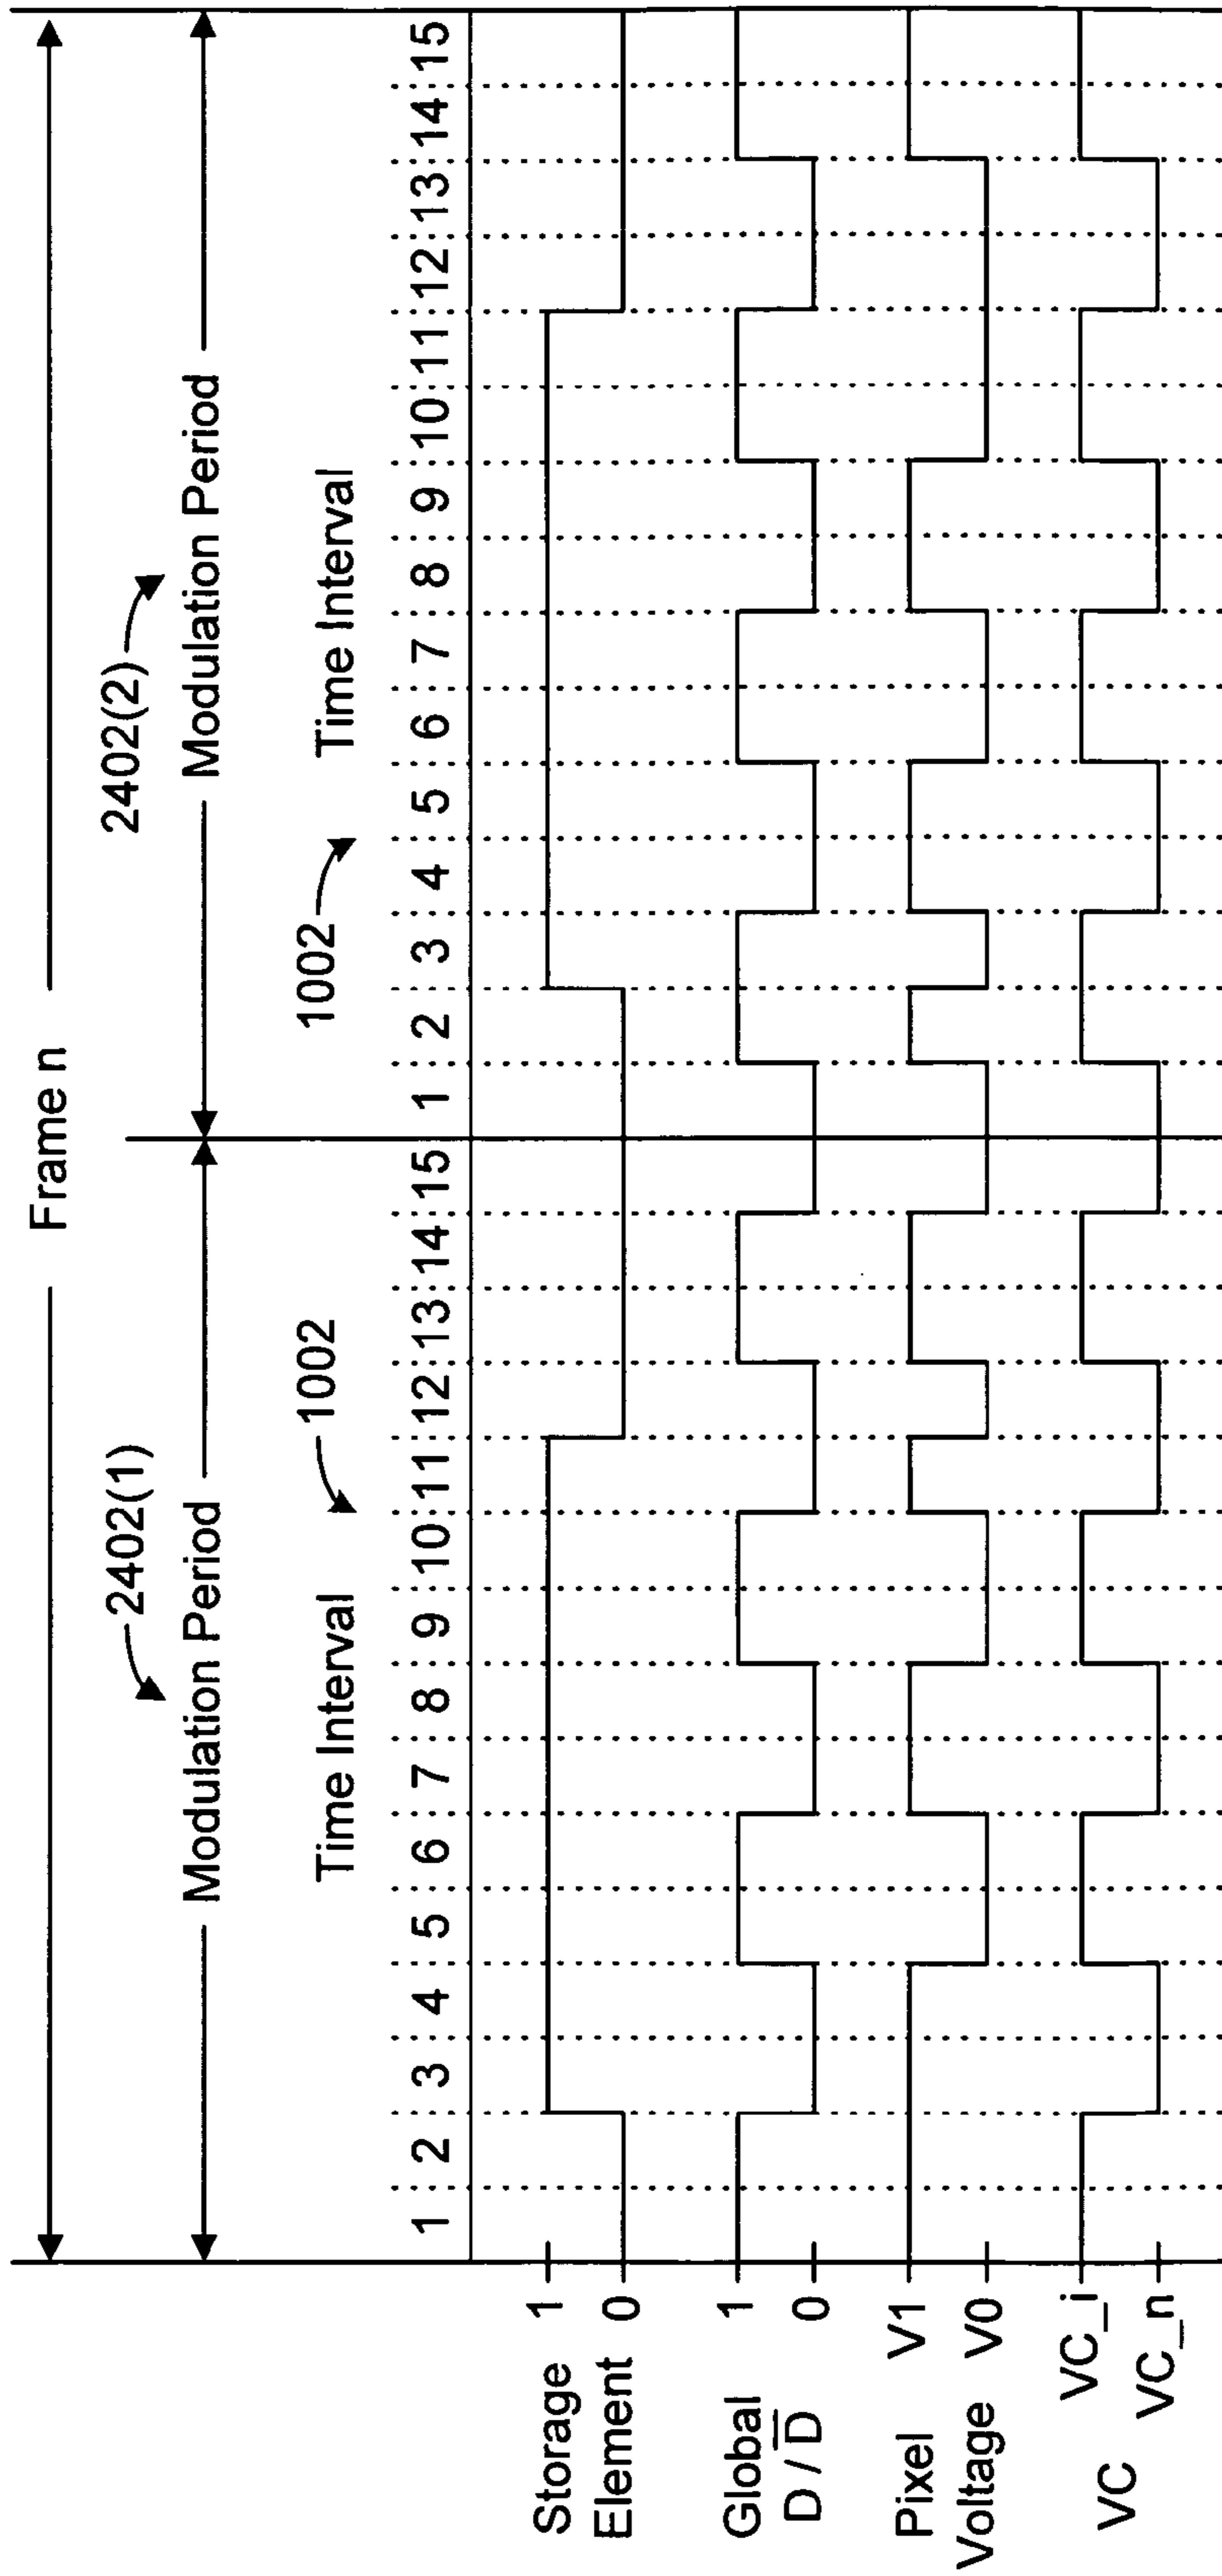 Frame n
2402(1)
2402(2)
Modulation Period
Modulation Period
Time Interval
1002
1002
Time Interval
1 2 3 4 5 6 7 8 9 10 11 12 13 14 15 1 2 3 4 5 6 7 8 9 10 11 12 13 14 15
Storage 1
Element 0
Global 1
D / D̅ 0
Pixel V1
Voltage V0
VC VC_i
VC_n